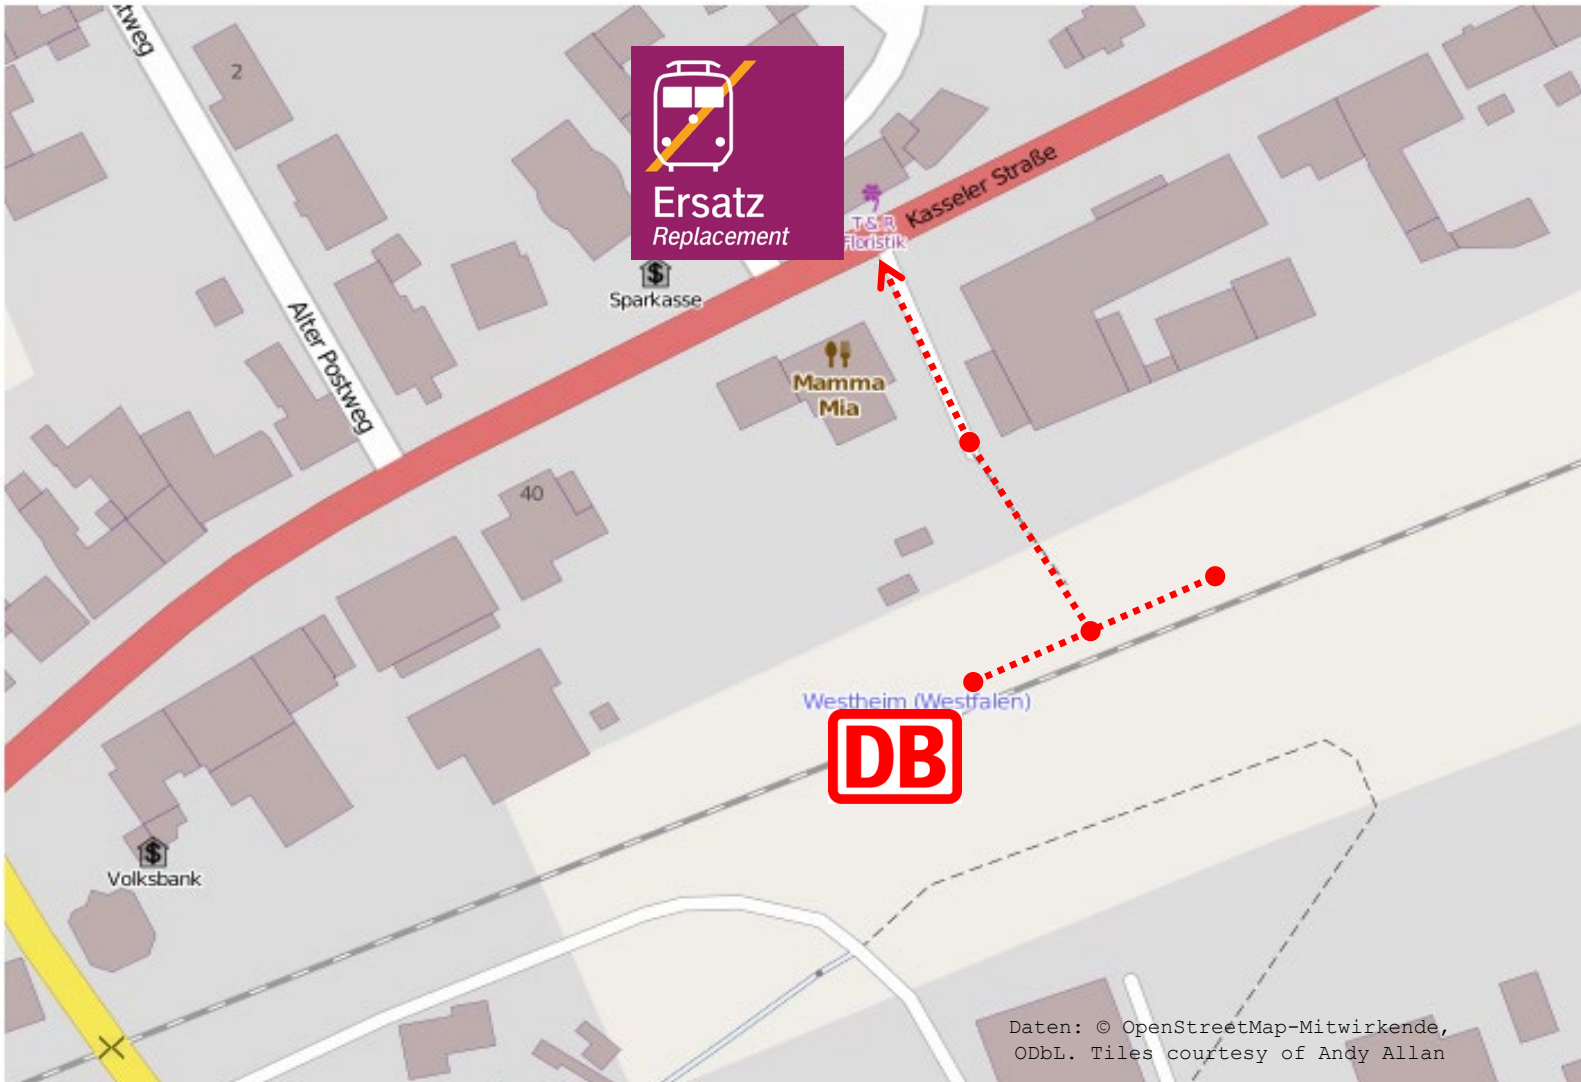 stweg
2
Ersatz
Replacement
Kasseler Straße
T & R
Floristik
Sparkasse
Alter Postweg
Mamma
Mia
40
Westheim (Westfalen)
DB
Volksbank
Daten: © OpenStreetMap-Mitwirkende,
ODbL. Tiles courtesy of Andy Allan